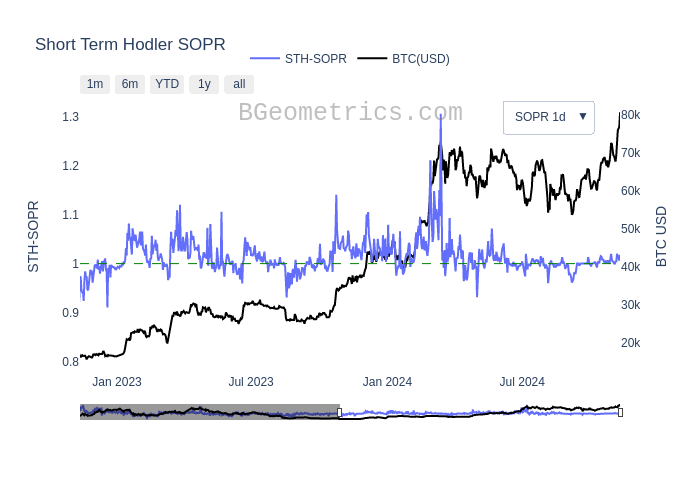 Short Term Hodler SOPR
STH-SOPR BTC(USD)
1m 6m YTD 1y all
BGeometrics.com
SOPR 1d ▼
1.3
1.2
1.1
1
0.9
0.8
STH-SOPR
80k
70k
60k
50k
40k
30k
20k
BTC USD
Jan 2023 Jul 2023 Jan 2024 Jul 2024